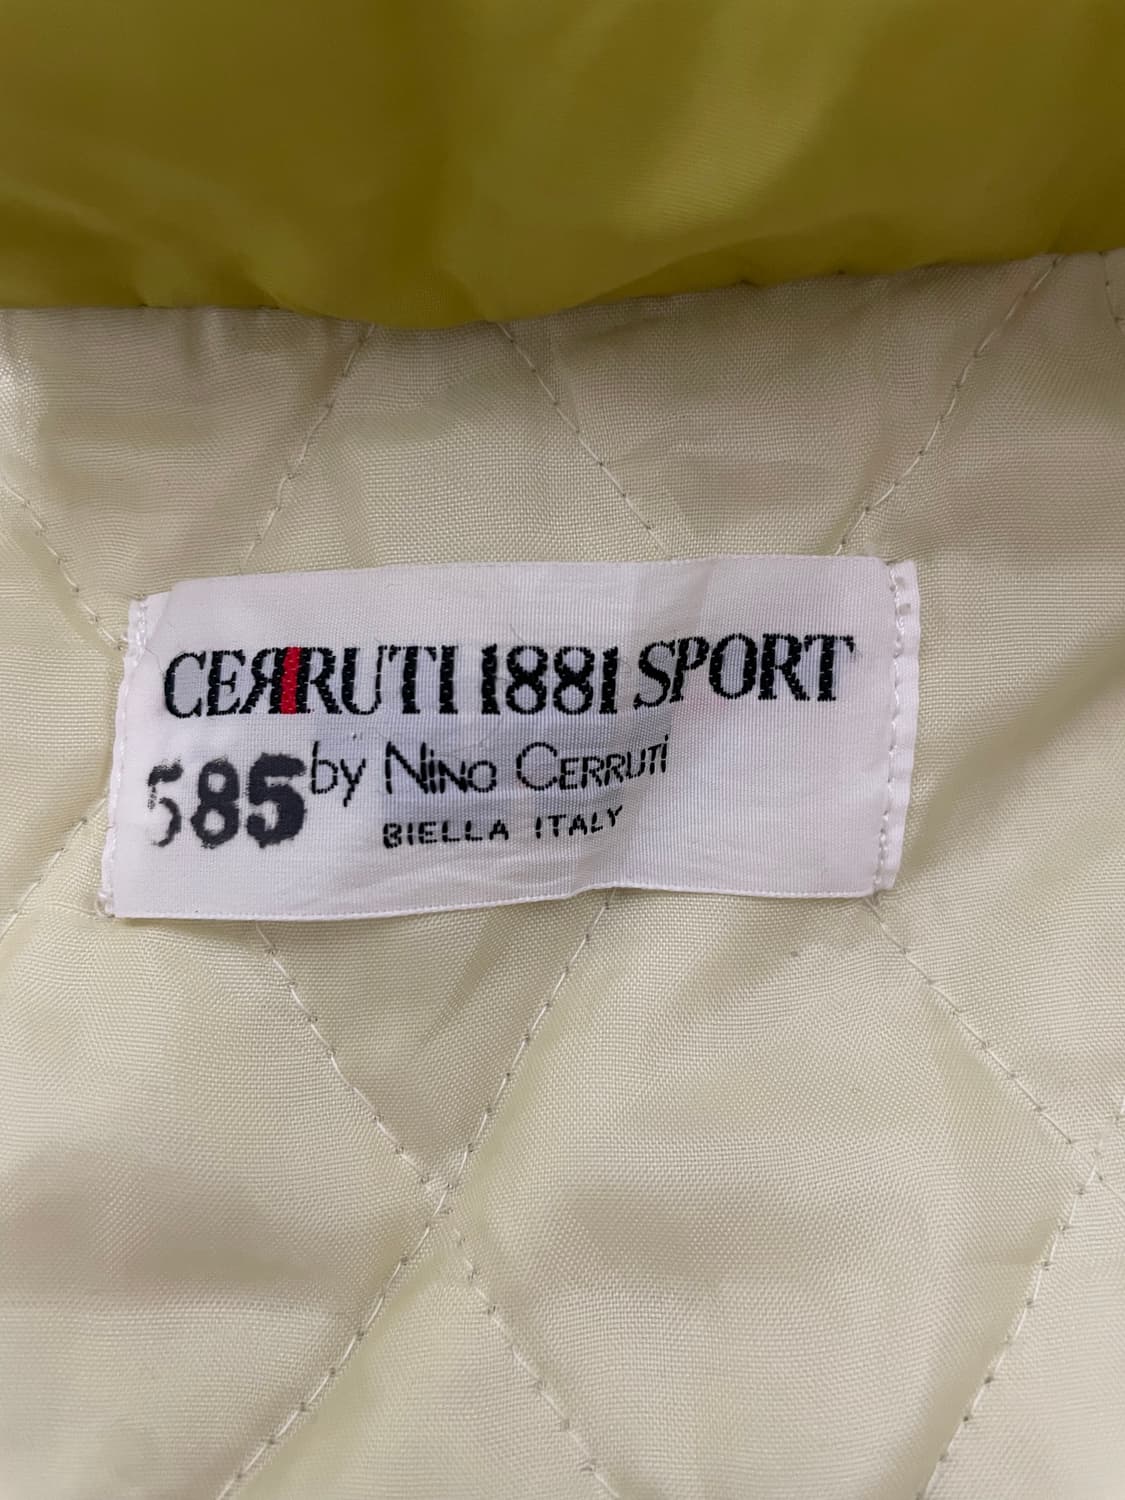 CERRUTI 1881 SPORT
585 by Nino CERRUTi
BIELLA ITALY